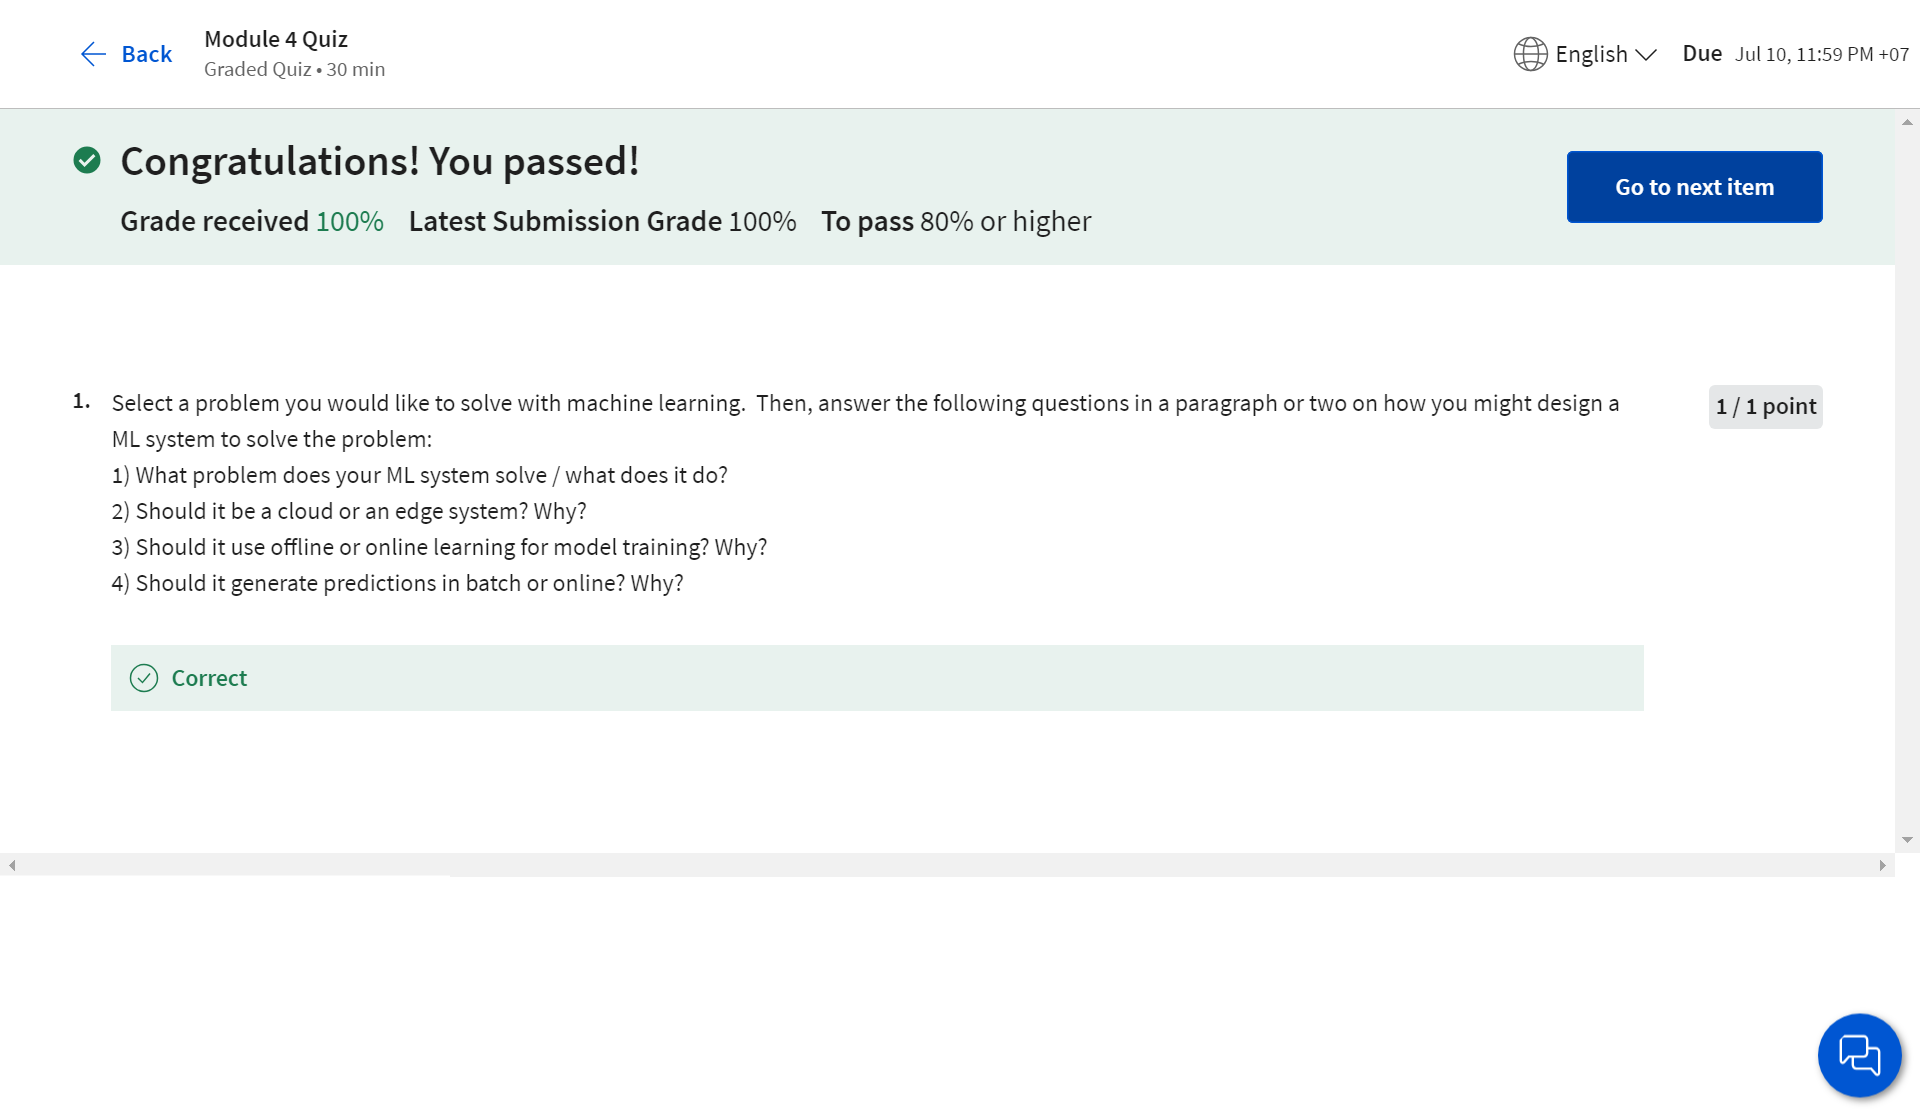 Back
Module 4 Quiz
Graded Quiz • 30 min
English
Due Jul 10, 11:59 PM +07
Congratulations! You passed!
Grade received 100% Latest Submission Grade 100% To pass 80% or higher
Go to next item
1. Select a problem you would like to solve with machine learning.  Then, answer the following questions in a paragraph or two on how you might design a
ML system to solve the problem:
1) What problem does your ML system solve / what does it do?
2) Should it be a cloud or an edge system? Why?
3) Should it use offline or online learning for model training? Why?
4) Should it generate predictions in batch or online? Why?
1 / 1 point
Correct